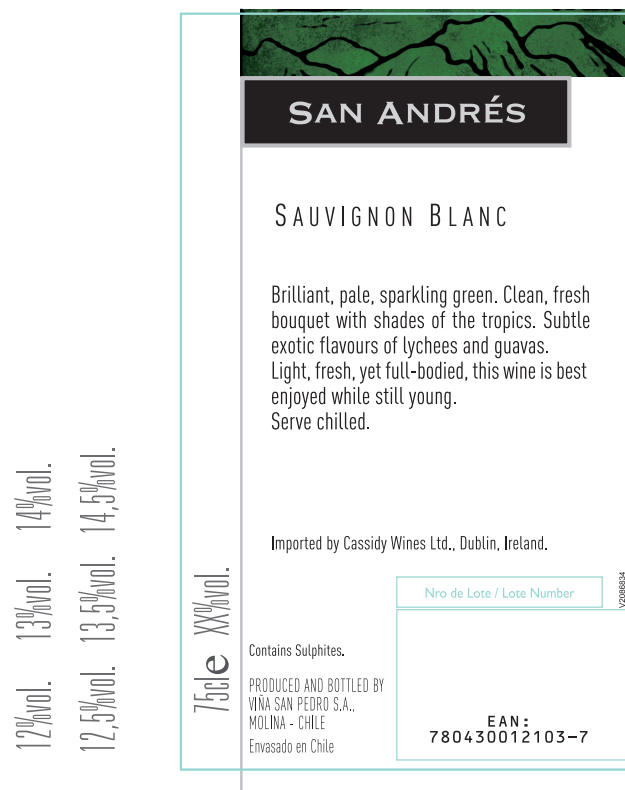 SAN ANDRÉS
SAUVIGNON BLANC
Brilliant, pale, sparkling green. Clean, fresh
bouquet with shades of the tropics. Subtle
exotic flavours of lychees and guavas.
Light, fresh, yet full-bodied, this wine is best
enjoyed while still young.
Serve chilled.
Imported by Cassidy Wines Ltd., Dublin, Ireland.
Nro de Lote / Lote Number
V2086834
Contains Sulphites.
PRODUCED AND BOTTLED BY
VIÑA SAN PEDRO S.A.,
MOLINA - CHILE
Envasado en Chile
EAN:
780430012103-7
75cl e XX%vol.
12%vol. 13%vol. 14%vol.
12,5%vol. 13,5%vol. 14,5%vol.